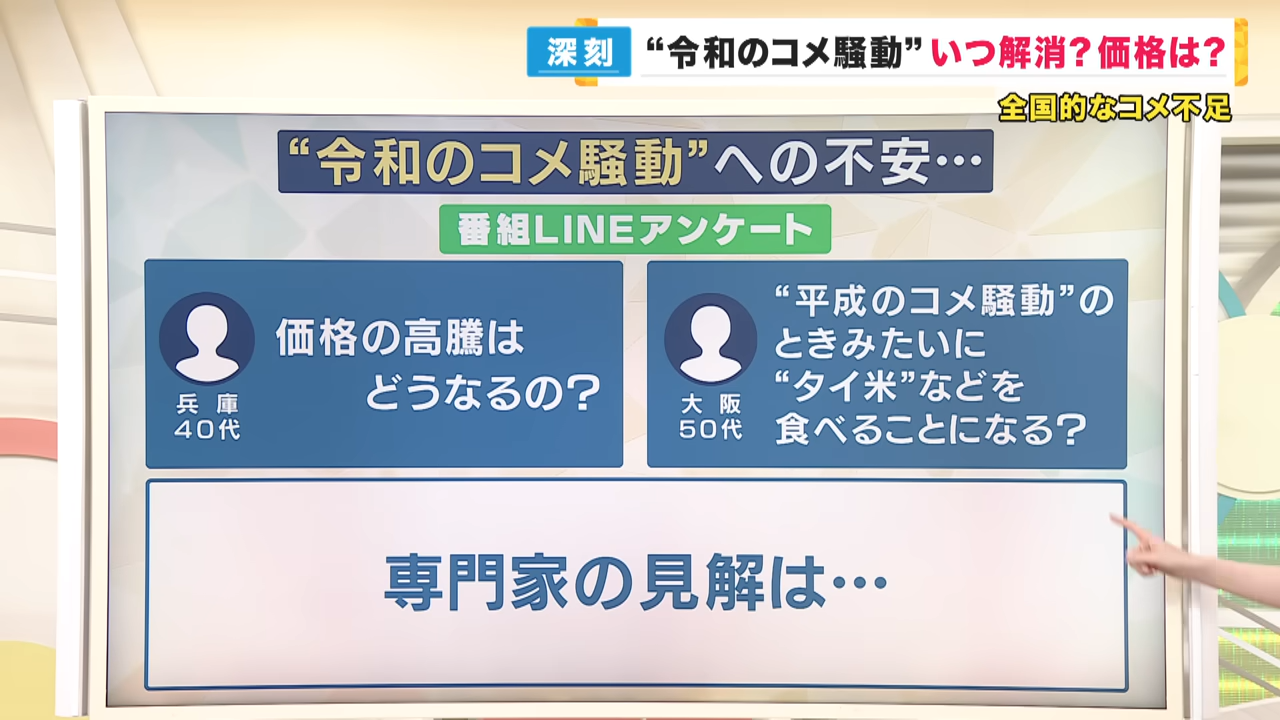 深刻
“令和のコメ騒動”いつ解消?価格は?
全国的なコメ不足
“令和のコメ騒動”への不安…
番組LINEアンケート
価格の高騰は
どうなるの?
兵庫
40代
“平成のコメ騒動”の
ときみたいに
“タイ米”などを
食べることになる?
大阪
50代
専門家の見解は…